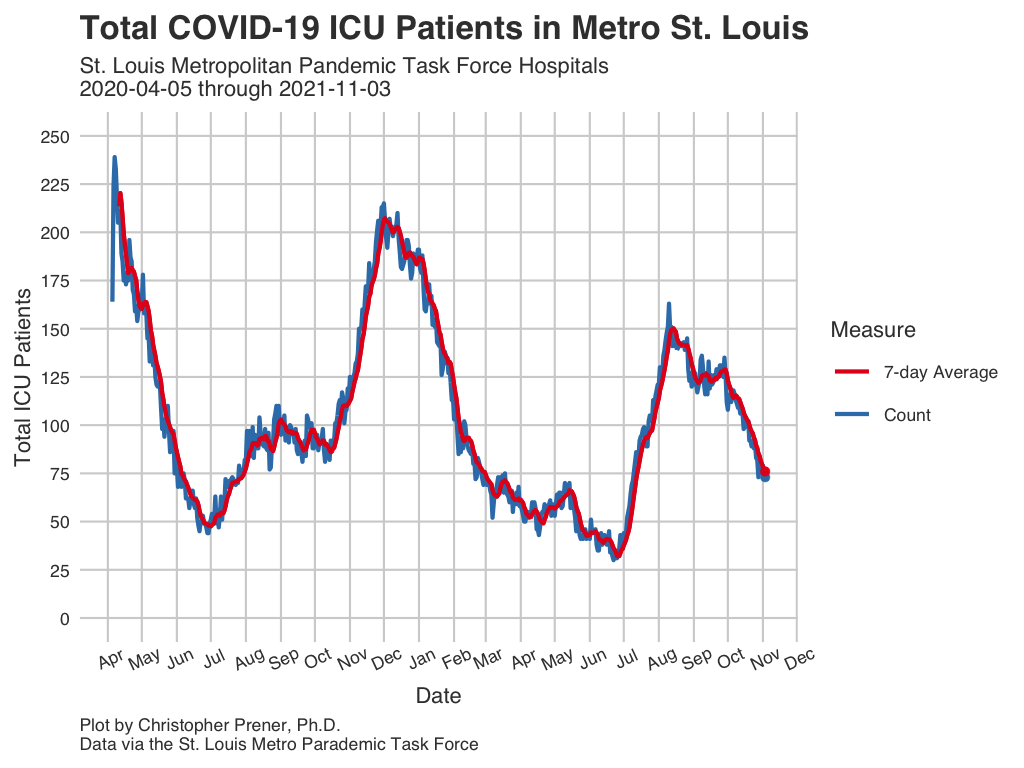 Total COVID-19 ICU Patients in Metro St. Louis
St. Louis Metropolitan Pandemic Task Force Hospitals
2020-04-05 through 2021-11-03
Total ICU Patients
250
225
200
175
150
125
100
75
50
25
0
Apr May Jun Jul Aug Sep Oct Nov Dec Jan Feb Mar Apr May Jun Jul Aug Sep Oct Nov Dec
Date
Measure
7-day Average
Count
Plot by Christopher Prener, Ph.D.
Data via the St. Louis Metro Parademic Task Force